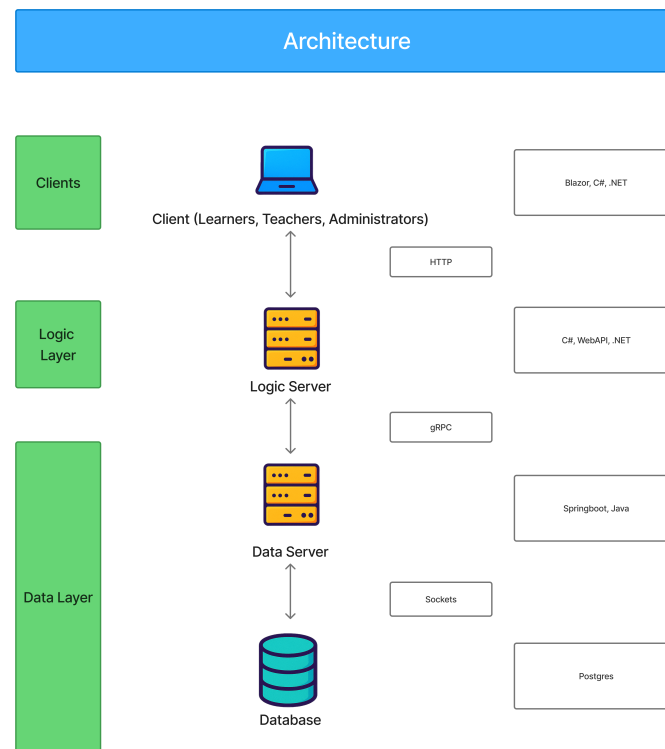 Architecture
Clients
Client (Learners, Teachers, Administrators)
Blazor, C#, .NET
HTTP
Logic
Layer
Logic Server
C#, WebAPI, .NET
gRPC
Data Server
Springboot, Java
Data Layer
Sockets
Database
Postgres